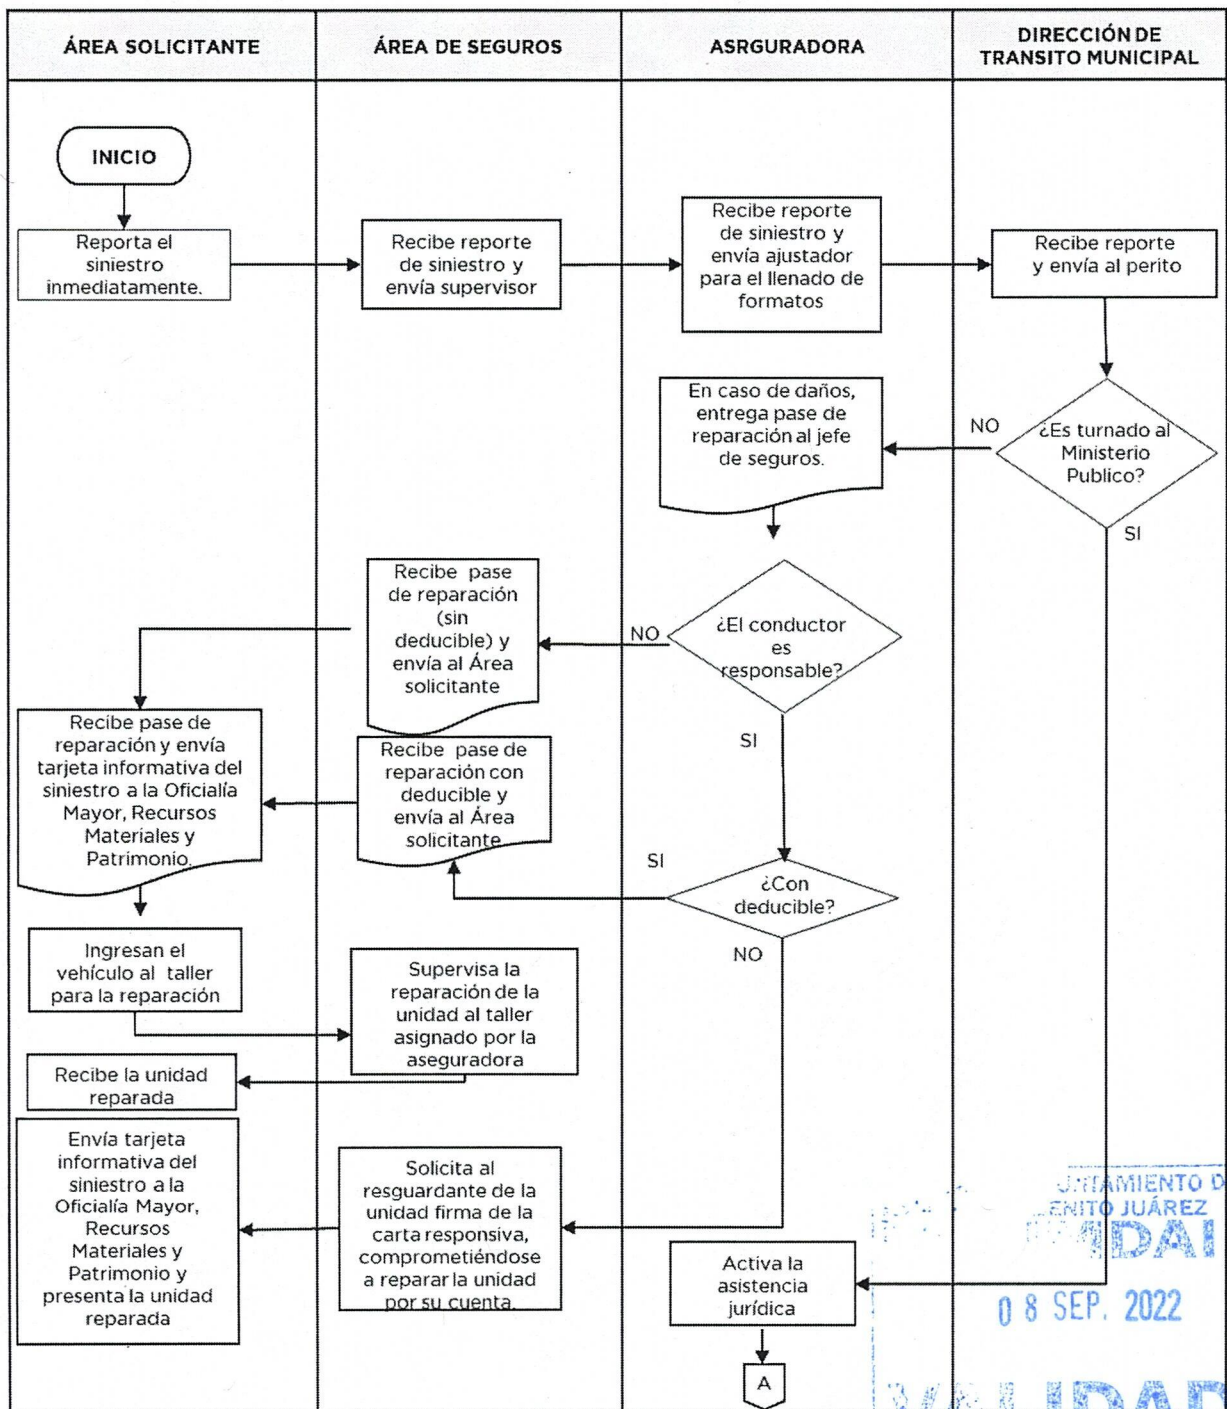 ÁREA SOLICITANTE
ÁREA DE SEGUROS
ASRGURADORA
DIRECCIÓN DE
TRANSITO MUNICIPAL
INICIO
Reporta el
siniestro
inmediatamente.
Recibe reporte
de siniestro y
envía supervisor
Recibe reporte
de siniestro y
envía ajustador
para el llenado de
formatos
Recibe reporte
y envía al perito
¿Es turnado al
Ministerio
Publico?
NO
SI
En caso de daños,
entrega pase de
reparación al jefe
de seguros.
¿El conductor
es
responsable?
NO
SI
Recibe pase
de reparación
(sin
deducible) y
envía al Área
solicitante
Recibe pase de
reparación y envía
tarjeta informativa del
siniestro a la Oficialía
Mayor, Recursos
Materiales y
Patrimonio.
Recibe pase de
reparación con
deducible y
envía al Área
solicitante
SI
¿Con
deducible?
NO
Ingresan el
vehículo al taller
para la reparación
Supervisa la
reparación de la
unidad al taller
asignado por la
aseguradora
Recibe la unidad
reparada
Envía tarjeta
informativa del
siniestro a la
Oficialía Mayor,
Recursos
Materiales y
Patrimonio y
presenta la unidad
reparada
Solicita al
resguardante de la
unidad firma de la
carta responsiva,
comprometiéndose
a reparar la unidad
por su cuenta.
Activa la
asistencia
jurídica
A
08 SEP. 2022